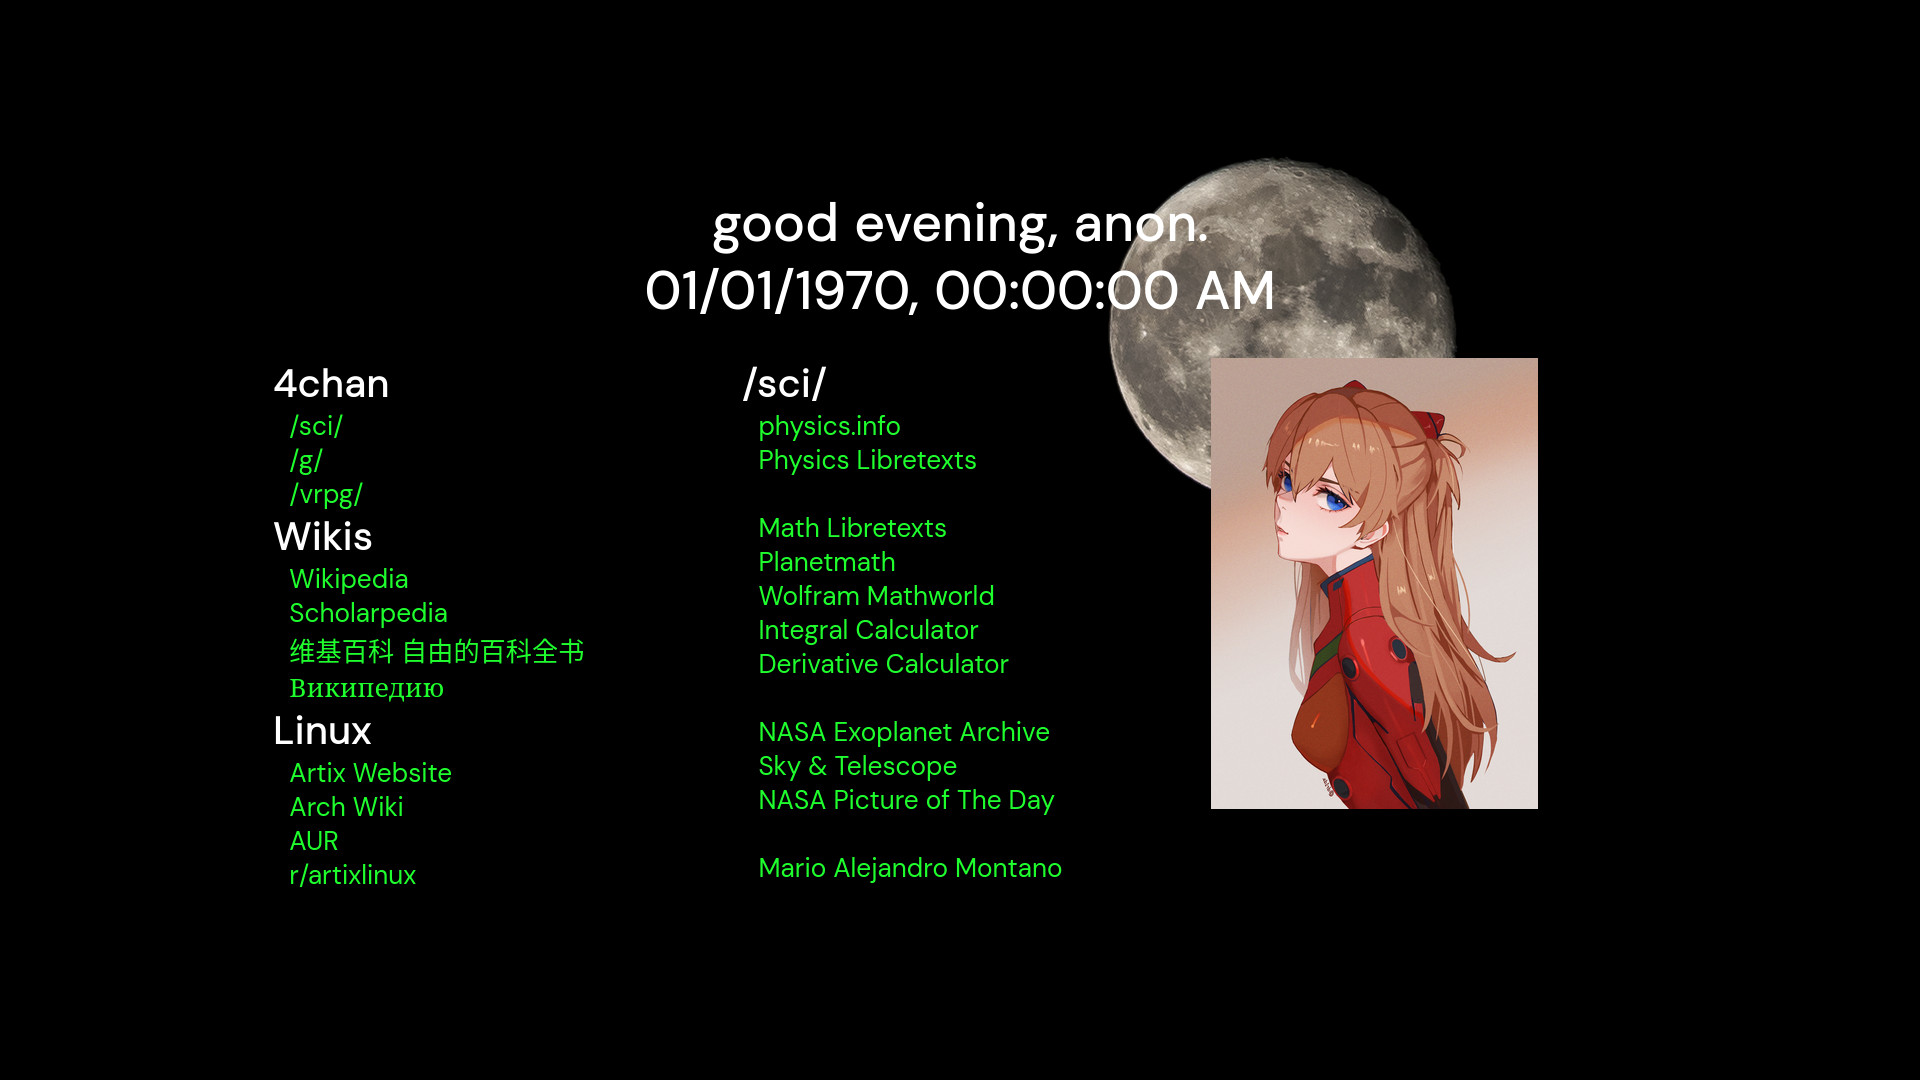 good evening, anon.
01/01/1970, 00:00:00 AM
4chan
/sci/
/g/
/vrpg/
Wikis
Wikipedia
Scholarpedia
维基百科 自由的百科全书
Википедию
Linux
Artix Website
Arch Wiki
AUR
r/artixlinux
/sci/
physics.info
Physics Libretexts
Math Libretexts
Planetmath
Wolfram Mathworld
Integral Calculator
Derivative Calculator
NASA Exoplanet Archive
Sky & Telescope
NASA Picture of The Day
Mario Alejandro Montano